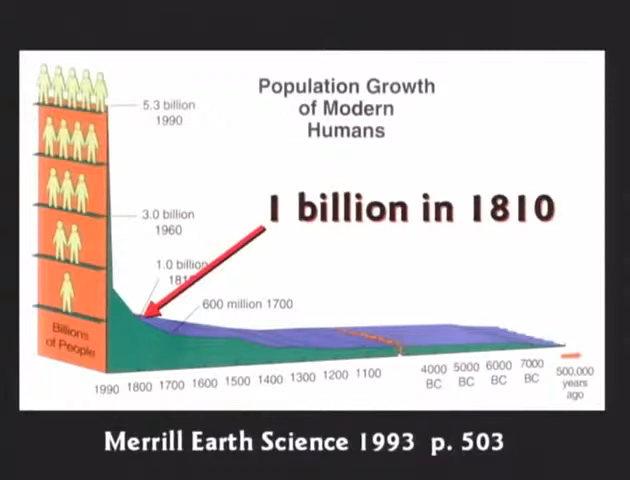 Population Growth
of Modern
Humans
5.3 billion
1990
1 billion in 1810
3.0 billion
1960
1.0 billion
600 million 1700
Billions
of People
1990 1800 1700 1600 1500 1400 1300 1200 1100
4000 5000 6000 7000
BC BC BC BC
500,000
years
ago
Merrill Earth Science 1993 p. 503